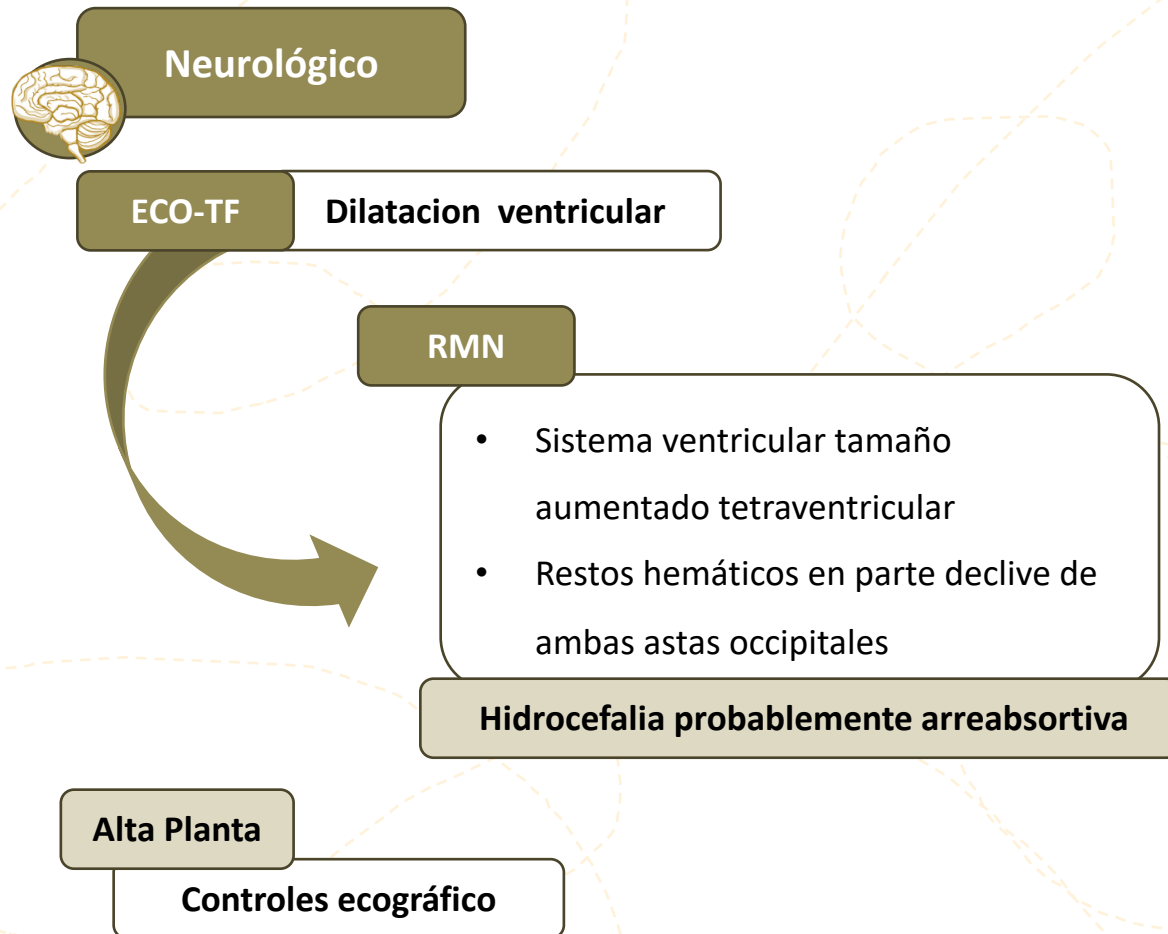 Neurológico
ECO-TF
Dilatacion ventricular
RMN
• Sistema ventricular tamaño
aumentado tetraventricular
• Restos hemáticos en parte declive de
ambas astas occipitales
Hidrocefalia probablemente arreabsortiva
Alta Planta
Controles ecográfico